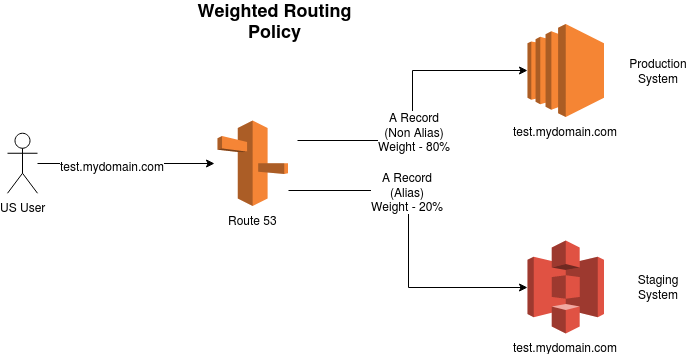 Weighted Routing
Policy
Production
System
A Record
(Non Alias)
Weight - 80%
test.mydomain.com
test.mydomain.com
A Record
(Alias)
Weight - 20%
US User
Route 53
Staging
System
test.mydomain.com